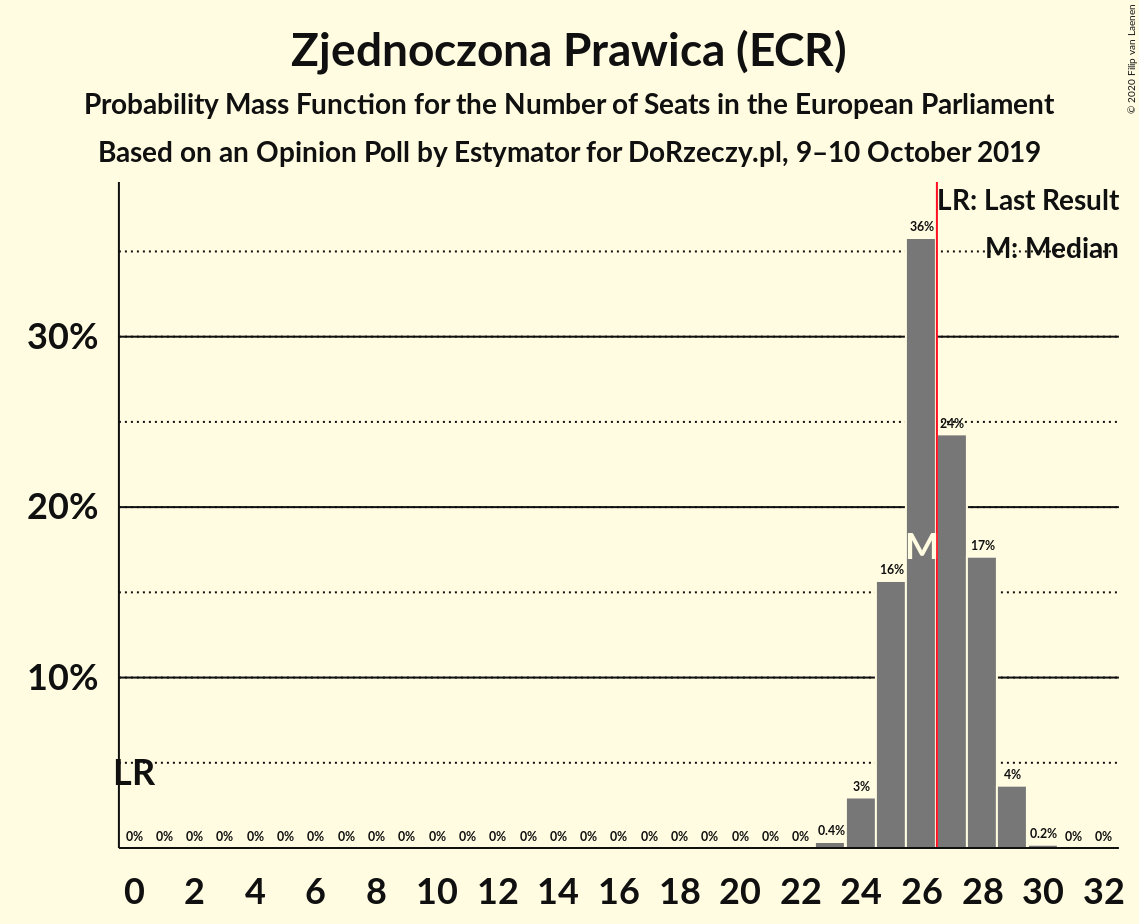 Zjednoczona Prawica (ECR)
Probability Mass Function for the Number of Seats in the European Parliament
Based on an Opinion Poll by Estymator for DoRzeczy.pl, 9–10 October 2019
© 2020 Filip van Laenen
LR: Last Result
M: Median
36%
30%
24%
20%
M
17%
16%
10%
LR
3%
4%
0% 0% 0% 0% 0% 0% 0% 0% 0% 0% 0% 0% 0% 0% 0% 0% 0% 0% 0% 0% 0% 0% 0% 0.4% 0.2% 0% 0%
0 2 4 6 8 10 12 14 16 18 20 22 24 26 28 30 32